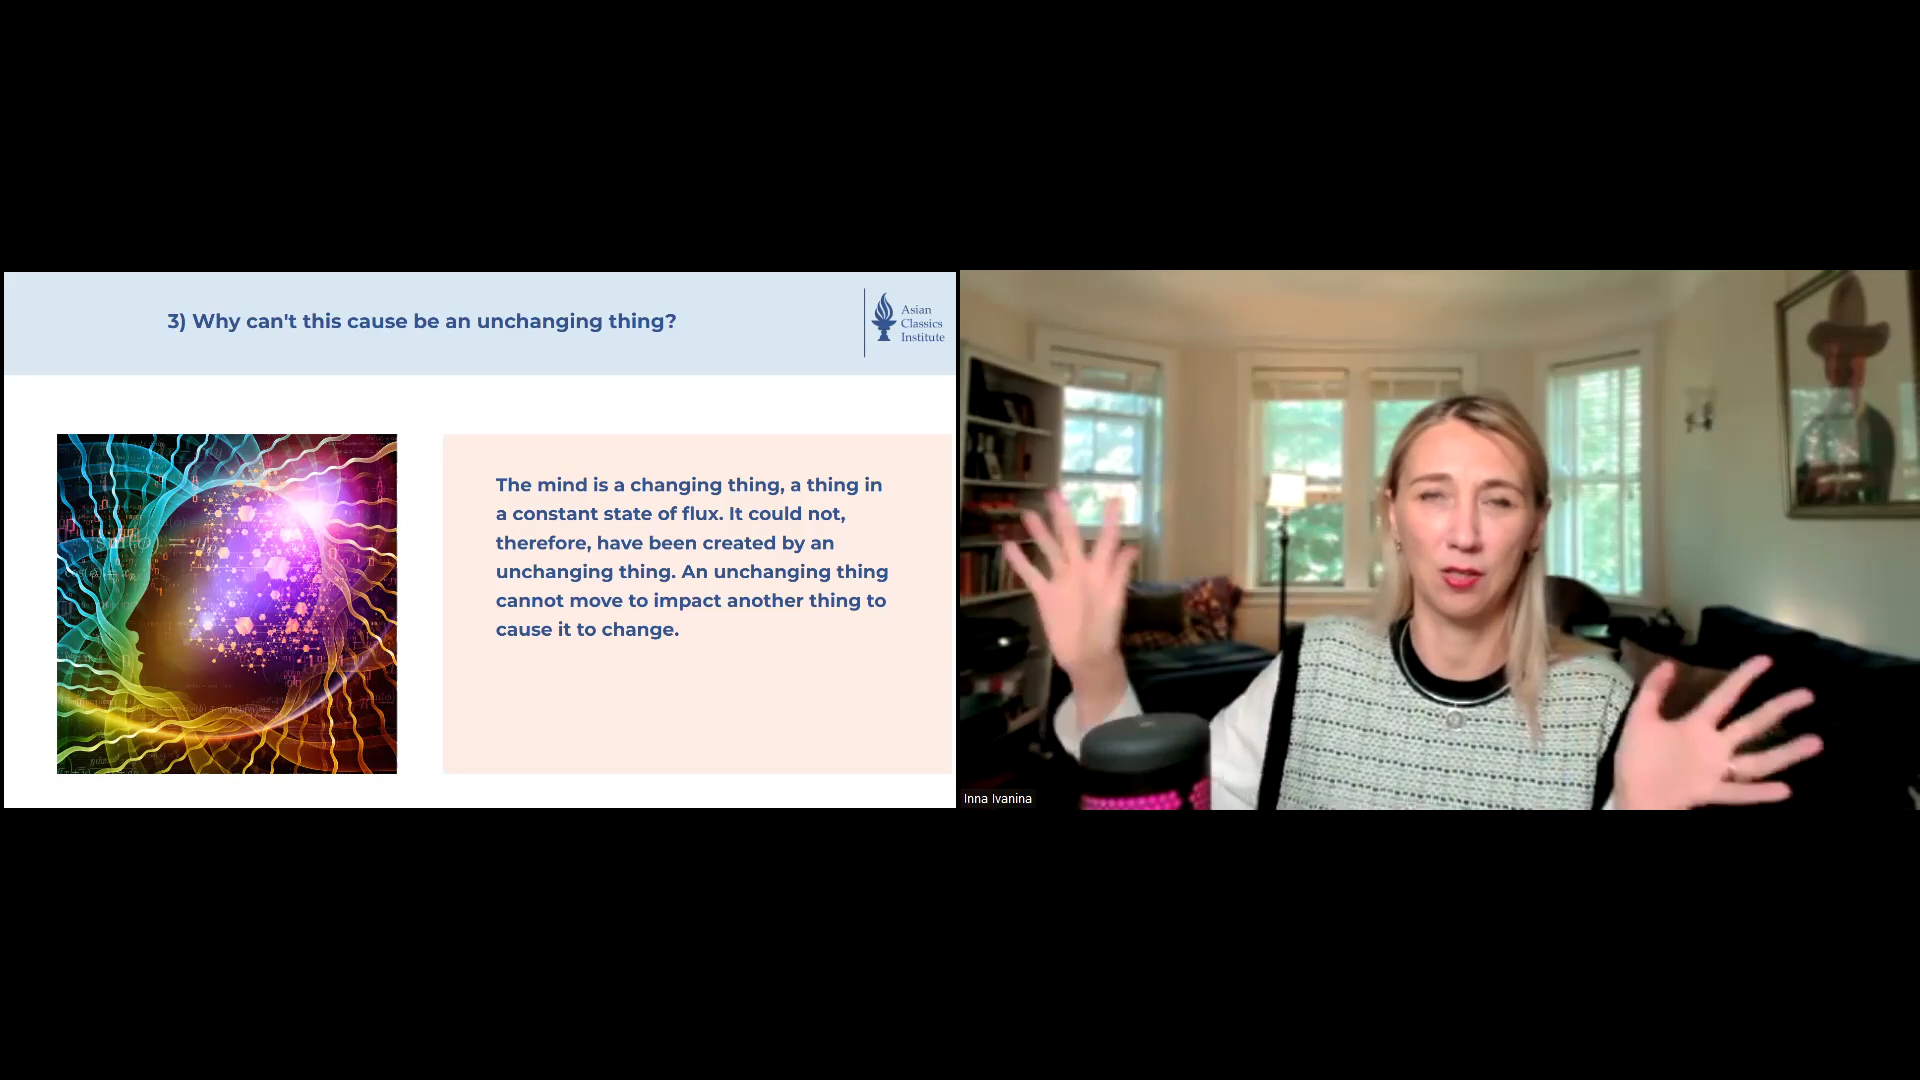 3) Why can't this cause be an unchanging thing?
Asian
Classics
Institute
The mind is a changing thing, a thing in
a constant state of flux. It could not,
therefore, have been created by an
unchanging thing. An unchanging thing
cannot move to impact another thing to
cause it to change.
Inna Ivanina